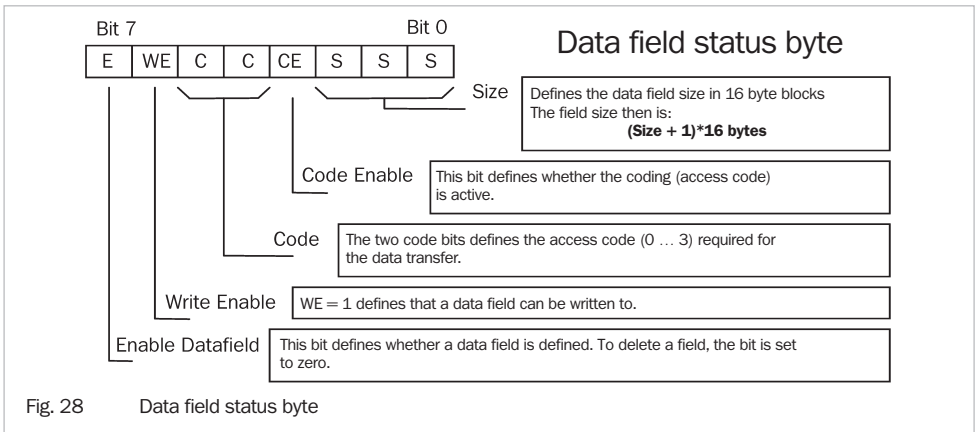 Bit 7 Bit 0
Data field status byte
E WE C C CE S S S
Size
Defines the data field size in 16 byte blocks
The field size then is:
(Size + 1)*16 bytes
Code Enable
This bit defines whether the coding (access code)
is active.
Code
The two code bits defines the access code (0 … 3) required for
the data transfer.
Write Enable
WE = 1 defines that a data field can be written to.
Enable Datafield
This bit defines whether a data field is defined. To delete a field, the bit is set
to zero.
Fig. 28 Data field status byte